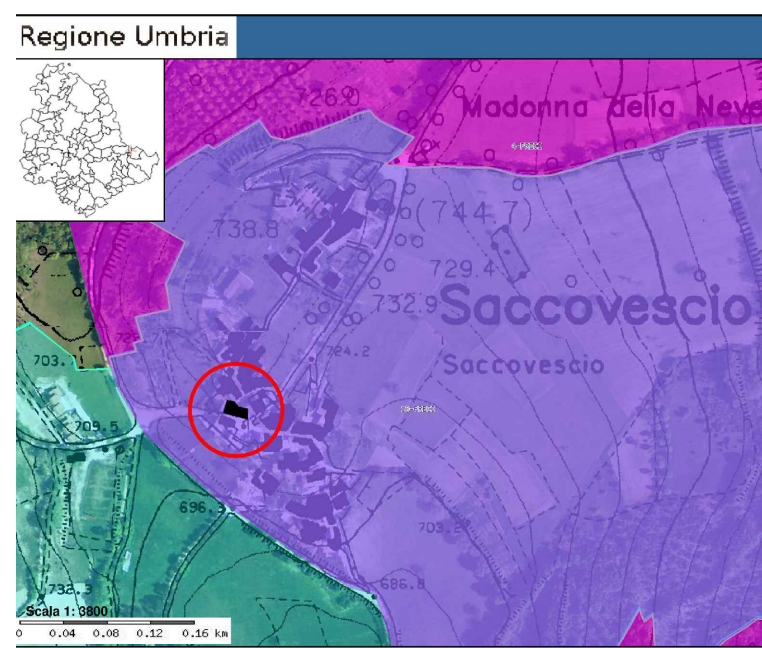 Regione Umbria
726.0
Madonna della Neve
738.8
(744.7)
729.4
732.9
Saccovescio
724.2
703.
Saccovescio
709.5
696.3
703.2
686.8
732.3
Scala 1: 3800
0 0.04 0.08 0.12 0.16 km